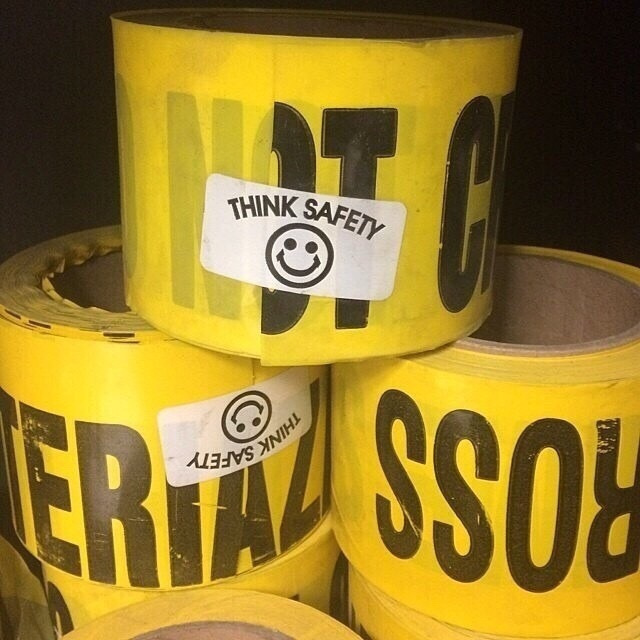 NOT C
THINK SAFETY
TERIAL
THINK SAFETY
ROSS